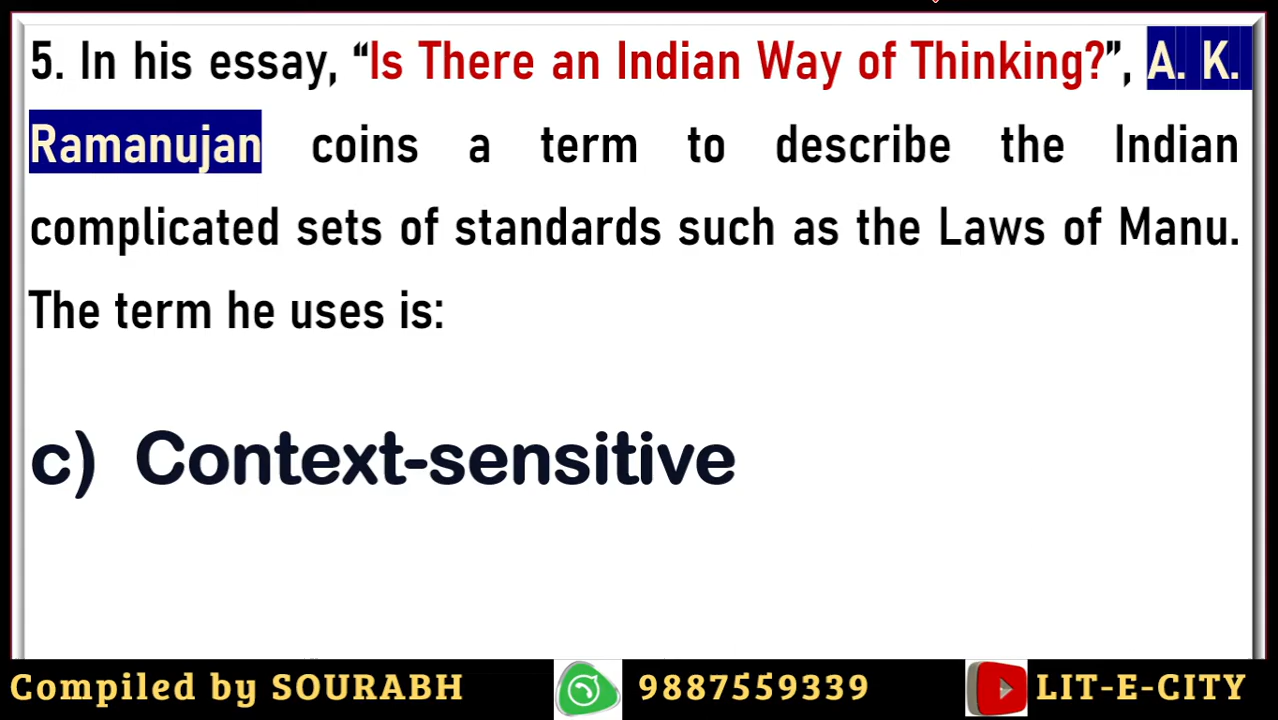 5. In his essay, “Is There an Indian Way of Thinking?”, A. K.
Ramanujan coins a term to describe the Indian
complicated sets of standards such as the Laws of Manu.
The term he uses is:
c) Context-sensitive
Compiled by SOURABH 9887559339 LIT-E-CITY